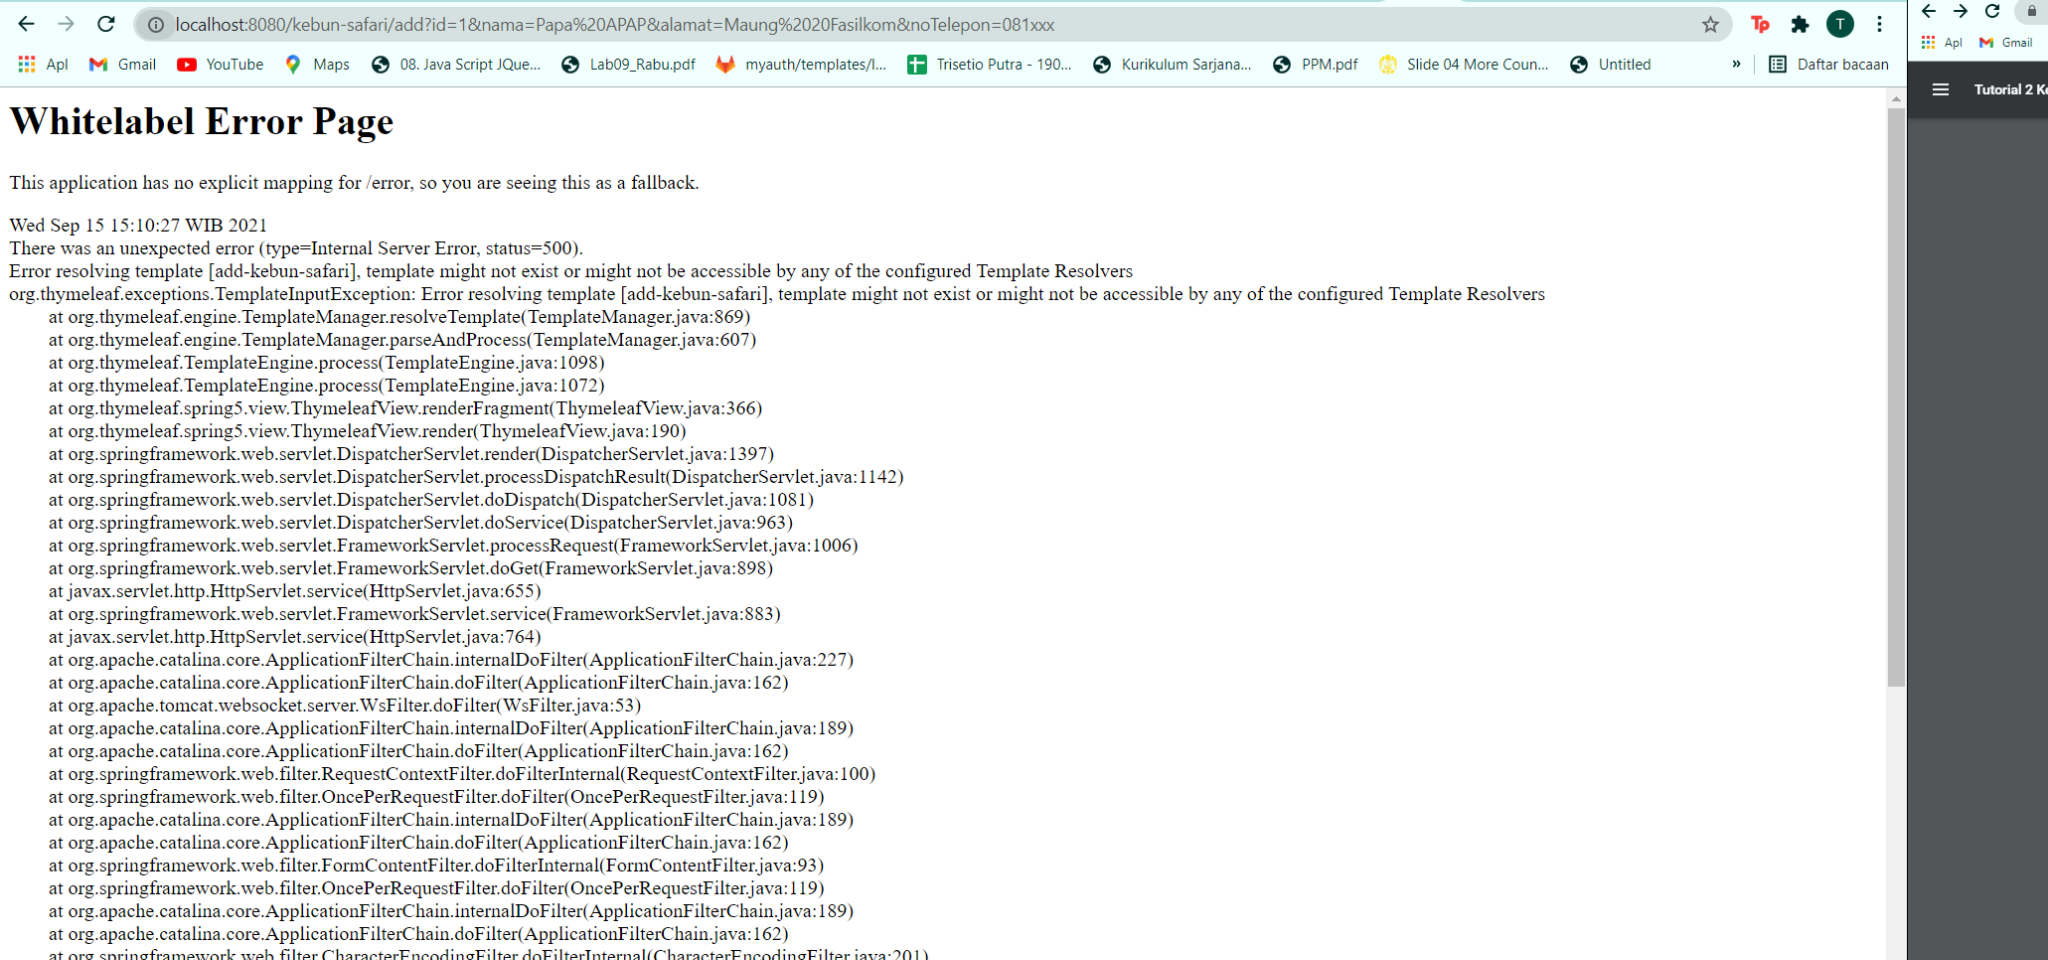 localhost:8080/kebun-safari/add?id=1&nama=Papa%20APAP&alamat=Maung%2020Fasilkom&noTelepon=081xxx
Tp
T
Apl
Gmail
YouTube
Maps
08. Java Script JQue...
Lab09_Rabu.pdf
myauth/templates/l...
Trisetio Putra - 190...
Kurikulum Sarjana...
PPM.pdf
Slide 04 More Coun...
Untitled
»
Daftar bacaan
Apl
Gmail
Tutorial 2 K
Whitelabel Error Page
This application has no explicit mapping for /error, so you are seeing this as a fallback.
Wed Sep 15 15:10:27 WIB 2021
There was an unexpected error (type=Internal Server Error, status=500).
Error resolving template [add-kebun-safari], template might not exist or might not be accessible by any of the configured Template Resolvers
org.thymeleaf.exceptions.TemplateInputException: Error resolving template [add-kebun-safari], template might not exist or might not be accessible by any of the configured Template Resolvers
at org.thymeleaf.engine.TemplateManager.resolveTemplate(TemplateManager.java:869)
at org.thymeleaf.engine.TemplateManager.parseAndProcess(TemplateManager.java:607)
at org.thymeleaf.TemplateEngine.process(TemplateEngine.java:1098)
at org.thymeleaf.TemplateEngine.process(TemplateEngine.java:1072)
at org.thymeleaf.spring5.view.ThymeleafView.renderFragment(ThymeleafView.java:366)
at org.thymeleaf.spring5.view.ThymeleafView.render(ThymeleafView.java:190)
at org.springframework.web.servlet.DispatcherServlet.render(DispatcherServlet.java:1397)
at org.springframework.web.servlet.DispatcherServlet.processDispatchResult(DispatcherServlet.java:1142)
at org.springframework.web.servlet.DispatcherServlet.doDispatch(DispatcherServlet.java:1081)
at org.springframework.web.servlet.DispatcherServlet.doService(DispatcherServlet.java:963)
at org.springframework.web.servlet.FrameworkServlet.processRequest(FrameworkServlet.java:1006)
at org.springframework.web.servlet.FrameworkServlet.doGet(FrameworkServlet.java:898)
at javax.servlet.http.HttpServlet.service(HttpServlet.java:655)
at org.springframework.web.servlet.FrameworkServlet.service(FrameworkServlet.java:883)
at javax.servlet.http.HttpServlet.service(HttpServlet.java:764)
at org.apache.catalina.core.ApplicationFilterChain.internalDoFilter(ApplicationFilterChain.java:227)
at org.apache.catalina.core.ApplicationFilterChain.doFilter(ApplicationFilterChain.java:162)
at org.apache.tomcat.websocket.server.WsFilter.doFilter(WsFilter.java:53)
at org.apache.catalina.core.ApplicationFilterChain.internalDoFilter(ApplicationFilterChain.java:189)
at org.apache.catalina.core.ApplicationFilterChain.doFilter(ApplicationFilterChain.java:162)
at org.springframework.web.filter.RequestContextFilter.doFilterInternal(RequestContextFilter.java:100)
at org.springframework.web.filter.OncePerRequestFilter.doFilter(OncePerRequestFilter.java:119)
at org.apache.catalina.core.ApplicationFilterChain.internalDoFilter(ApplicationFilterChain.java:189)
at org.apache.catalina.core.ApplicationFilterChain.doFilter(ApplicationFilterChain.java:162)
at org.springframework.web.filter.FormContentFilter.doFilterInternal(FormContentFilter.java:93)
at org.springframework.web.filter.OncePerRequestFilter.doFilter(OncePerRequestFilter.java:119)
at org.apache.catalina.core.ApplicationFilterChain.internalDoFilter(ApplicationFilterChain.java:189)
at org.apache.catalina.core.ApplicationFilterChain.doFilter(ApplicationFilterChain.java:162)
at org.springframework.web.filter.CharacterEncodingFilter.doFilterInternal(CharacterEncodingFilter.java:201)